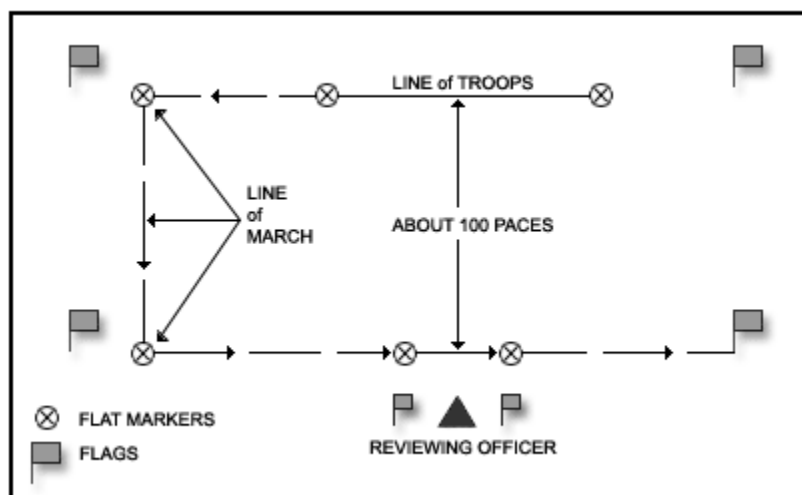 LINE of TROOPS
LINE
of
MARCH
ABOUT 100 PACES
FLAT MARKERS
FLAGS
REVIEWING OFFICER